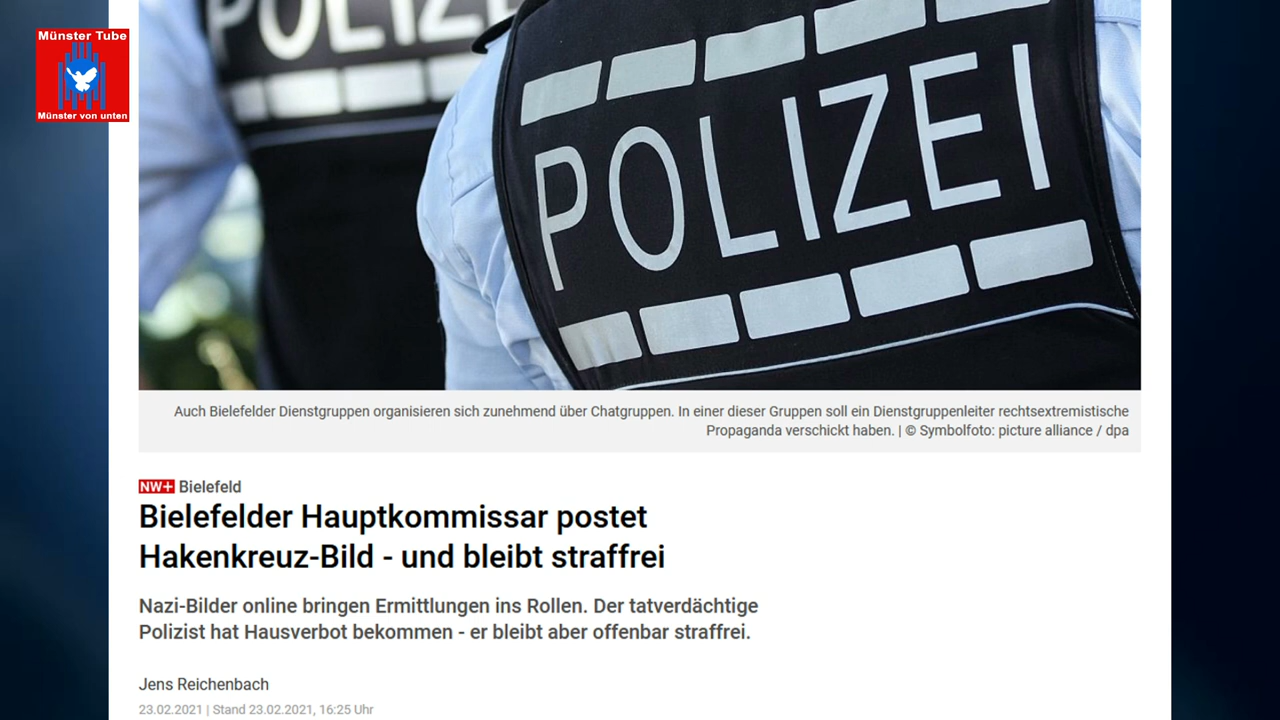 Münster Tube
Münster von unten
POLIZE
POLIZEI
Auch Bielefelder Dienstgruppen organisieren sich zunehmend über Chatgruppen. In einer dieser Gruppen soll ein Dienstgruppenleiter rechtsextremistische
Propaganda verschickt haben. | © Symbolfoto: picture alliance / dpa
NW+ Bielefeld
Bielefelder Hauptkommissar postet
Hakenkreuz-Bild - und bleibt straffrei
Nazi-Bilder online bringen Ermittlungen ins Rollen. Der tatverdächtige
Polizist hat Hausverbot bekommen - er bleibt aber offenbar straffrei.
Jens Reichenbach
23.02.2021 | Stand 23.02.2021, 16:25 Uhr